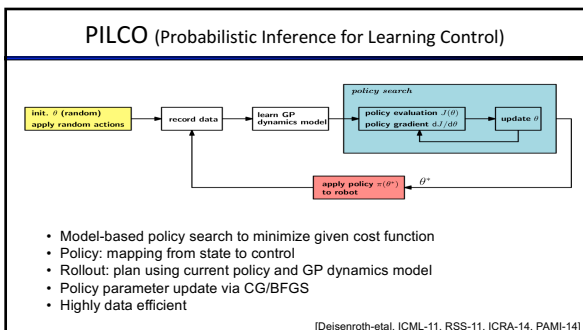 PILCO (Probabilistic Inference for Learning Control)
policy search
init. θ (random)
apply random actions
record data
learn GP
dynamics model
policy evaluation J(θ)
policy gradient dJ/dθ
update θ
apply policy π(θ*)
to robot
θ*
• Model-based policy search to minimize given cost function
• Policy: mapping from state to control
• Rollout: plan using current policy and GP dynamics model
• Policy parameter update via CG/BFGS
• Highly data efficient
[Deisenroth-etal, ICML-11, RSS-11, ICRA-14, PAMI-14]